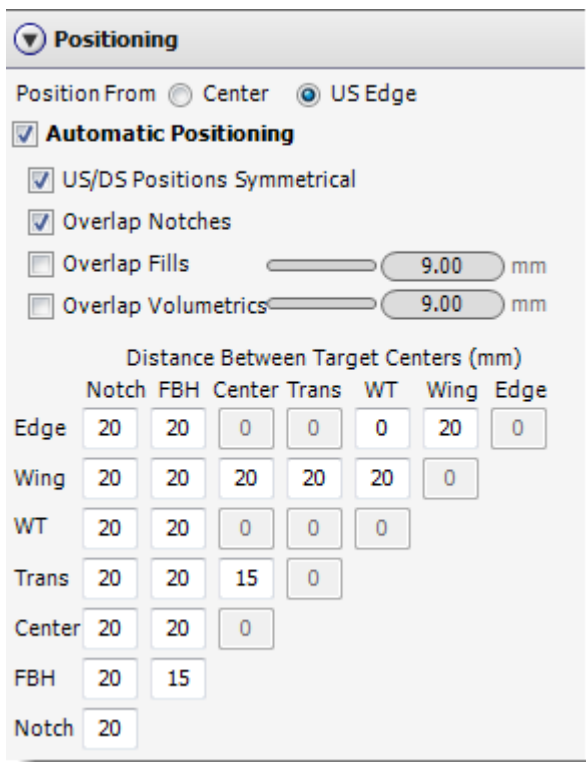 Positioning
Position From Center US Edge
Automatic Positioning
US/DS Positions Symmetrical
Overlap Notches
Overlap Fills 9.00 mm
Overlap Volumetrics 9.00 mm
Distance Between Target Centers (mm)
Notch FBH Center Trans WT Wing Edge
Edge 20 20 0 0 0 20 0
Wing 20 20 20 20 20 0
WT 20 20 0 0 0
Trans 20 20 15 0
Center 20 20 0
FBH 20 15
Notch 20